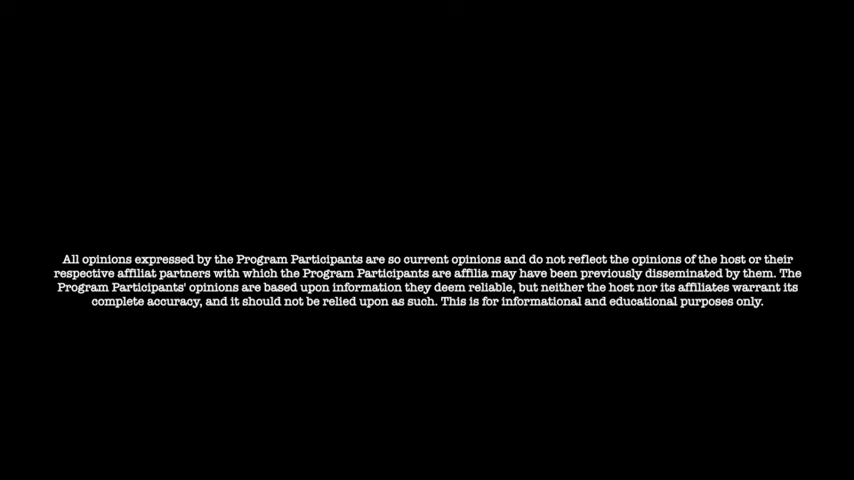 All opinions expressed by the Program Participants are so current opinions and do not reflect the opinions of the host or their
respective affiliat partners with which the Program Participants are affilia may have been previously disseminated by them. The
Program Participants' opinions are based upon information they deem reliable, but neither the host nor its affiliates warrant its
complete accuracy, and it should not be relied upon as such. This is for informational and educational purposes only.